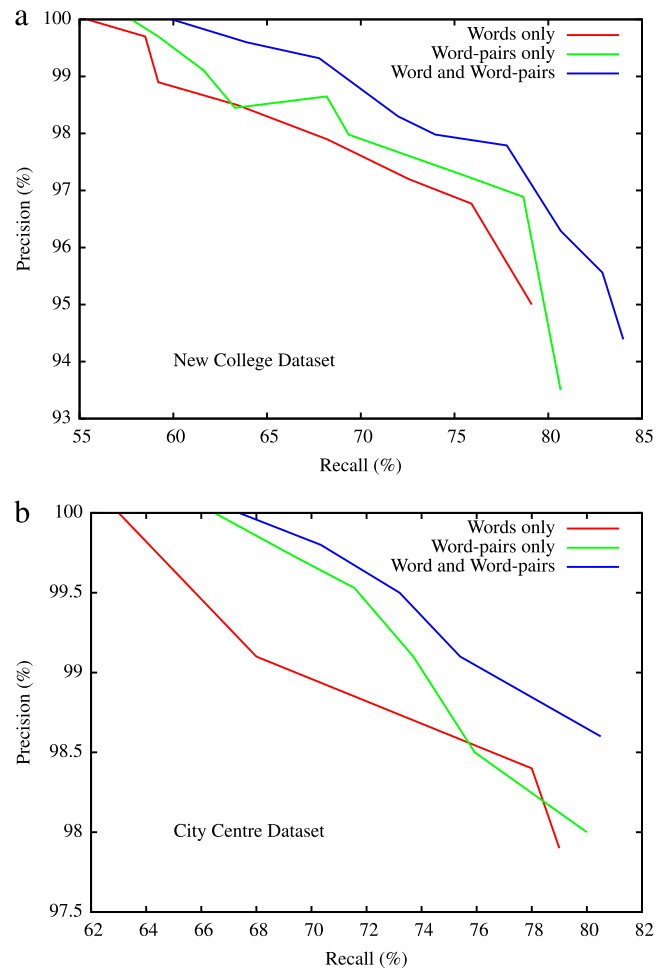 a
100
99
98
97
96
95
94
93
Precision (%)
Words only
Word-pairs only
Word and Word-pairs
New College Dataset
55 60 65 70 75 80 85
Recall (%)
b
100
99.5
99
98.5
98
97.5
Precision (%)
Words only
Word-pairs only
Word and Word-pairs
City Centre Dataset
62 64 66 68 70 72 74 76 78 80 82
Recall (%)